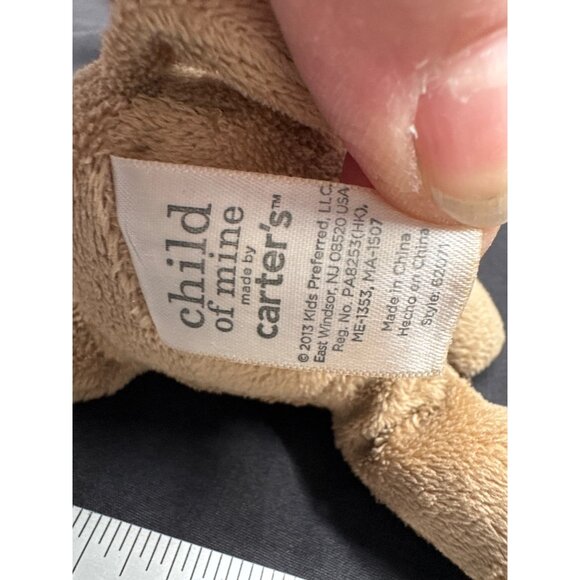 child
of mine
made by
carter's™
© 2013 Kids Preferred, LLC,
East Windsor, NJ 08520 USA
Reg. No. PA8253(HK),
ME-1353, MA-1507
Made in China.
Hecho en China.
Style: 62071